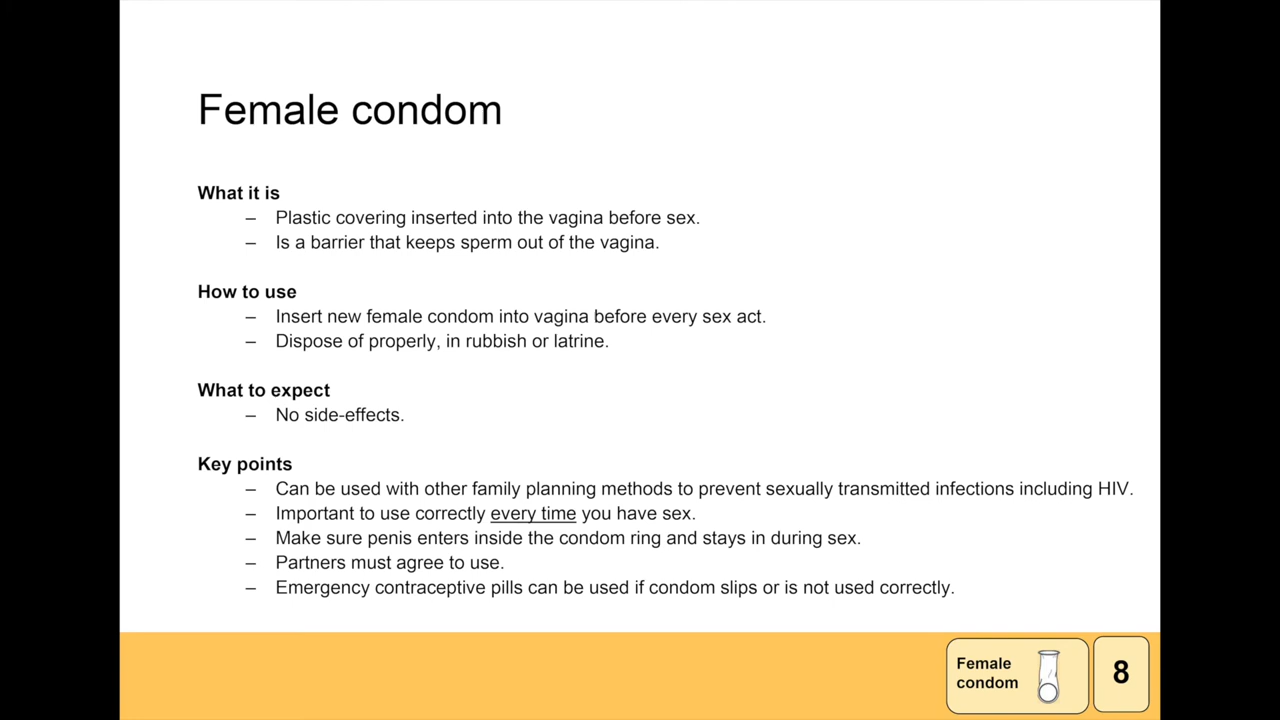 Female condom
What it is
– Plastic covering inserted into the vagina before sex.
– Is a barrier that keeps sperm out of the vagina.
How to use
– Insert new female condom into vagina before every sex act.
– Dispose of properly, in rubbish or latrine.
What to expect
– No side-effects.
Key points
– Can be used with other family planning methods to prevent sexually transmitted infections including HIV.
– Important to use correctly every time you have sex.
– Make sure penis enters inside the condom ring and stays in during sex.
– Partners must agree to use.
– Emergency contraceptive pills can be used if condom slips or is not used correctly.
Female
condom
8